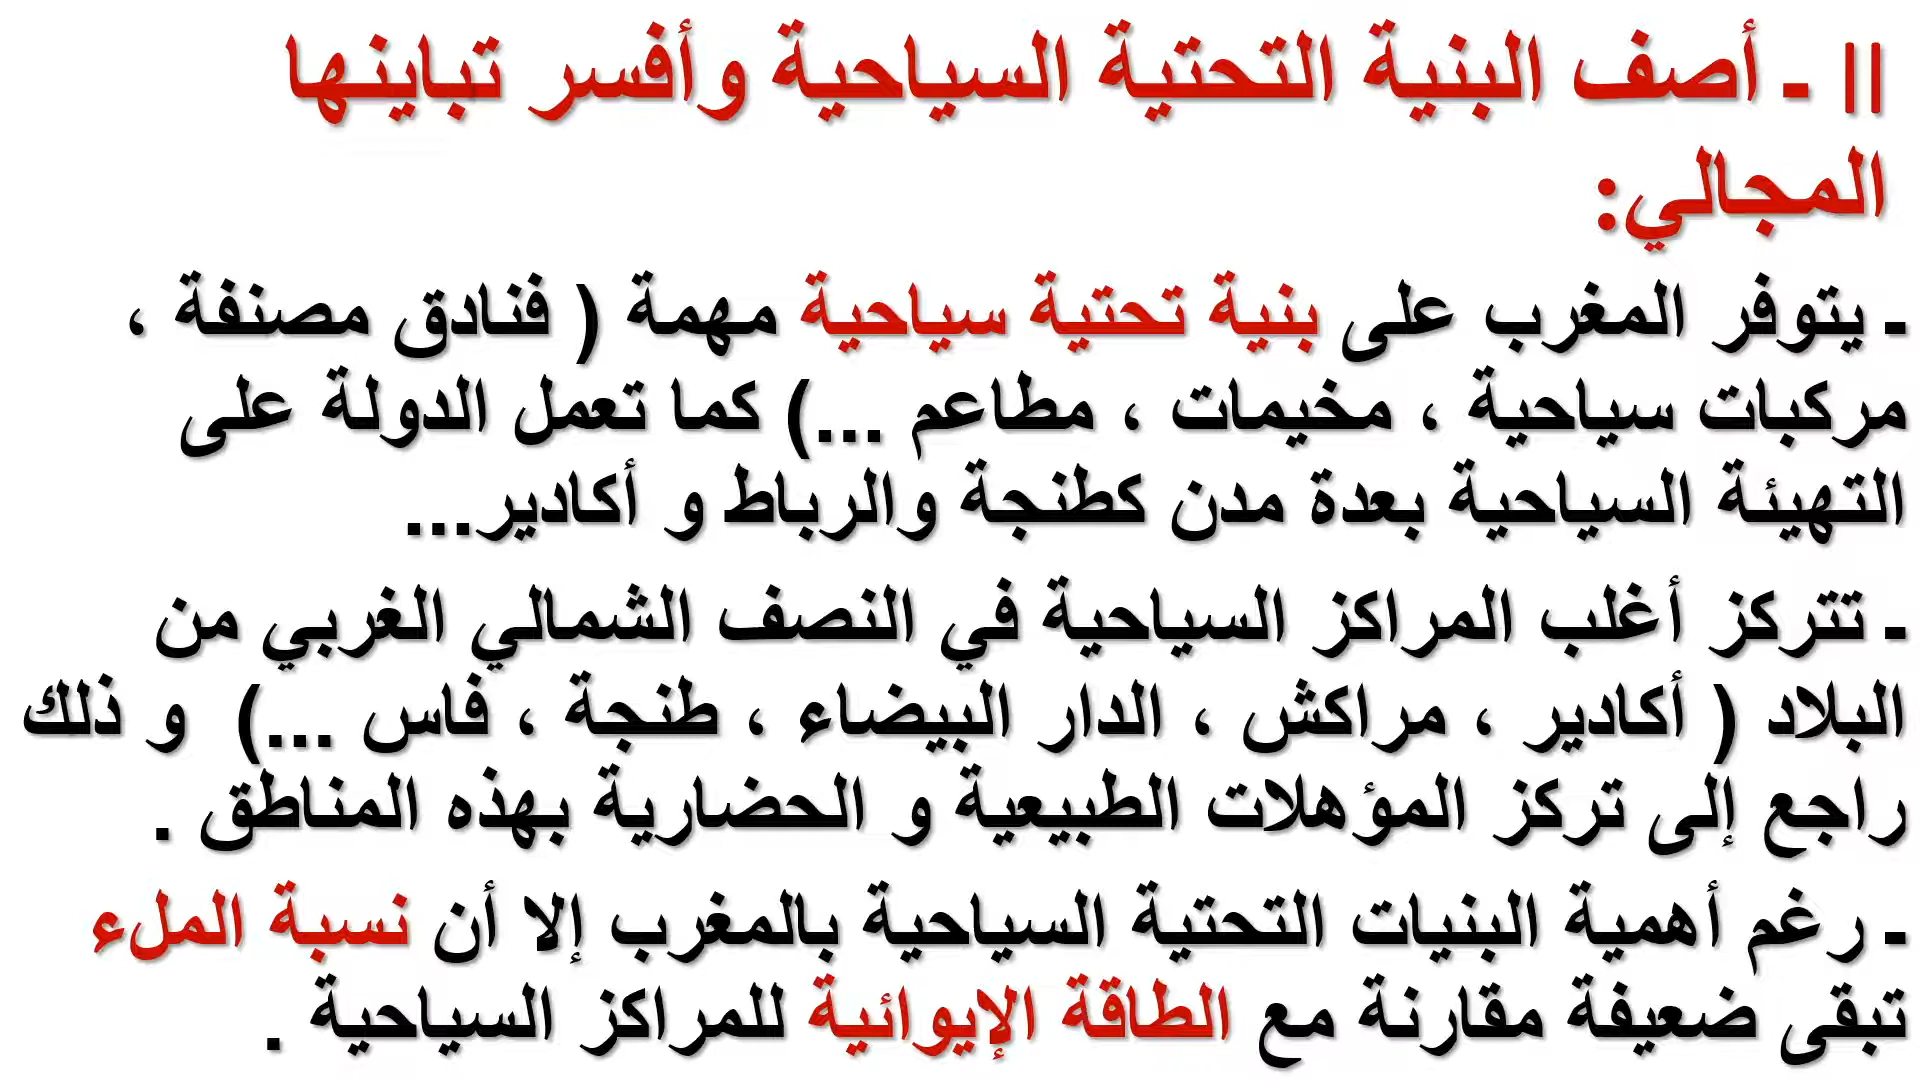 II - أصف البنية التحتية السياحية وأفسر تباينها
المجالي:
- يتوفر المغرب على بنية تحتية سياحية مهمة ( فنادق مصنفة ،
مركبات سياحية ، مخيمات ، مطاعم ...) كما تعمل الدولة على
التهيئة السياحية بعدة مدن كطنجة والرباط و أكادير...
- تتركز أغلب المراكز السياحية في النصف الشمالي الغربي من
البلاد ( أكادير ، مراكش ، الدار البيضاء ، طنجة ، فاس ...) و ذلك
راجع إلى تركز المؤهلات الطبيعية و الحضارية بهذه المناطق .
- رغم أهمية البنيات التحتية السياحية بالمغرب إلا أن نسبة الملء
تبقى ضعيفة مقارنة مع الطاقة الإيوائية للمراكز السياحية .